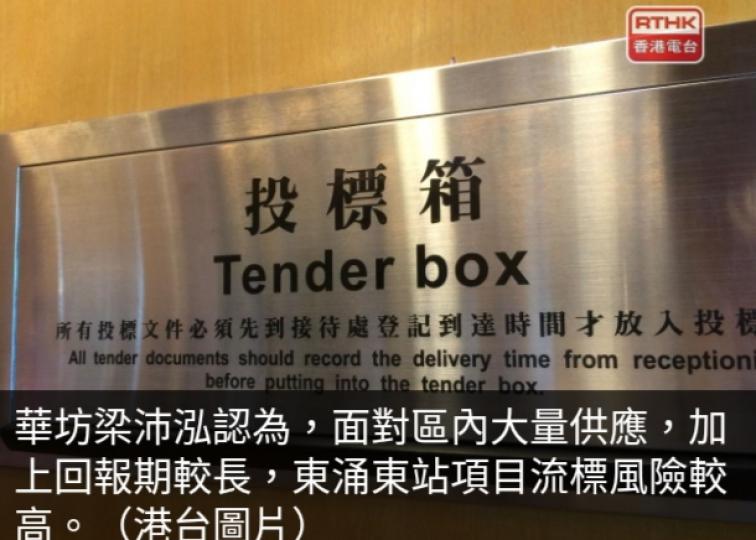 RTHK
香港電台
投標箱
Tender box
所有投標文件必須先到接待處登記到達時間才放入投標
All tender documents should record the delivery time from receptioni
before putting into the tender box.
華坊梁沛泓認為，面對區內大量供應，加
上回報期較長，東涌東站項目流標風險較
高。（港台圖片）